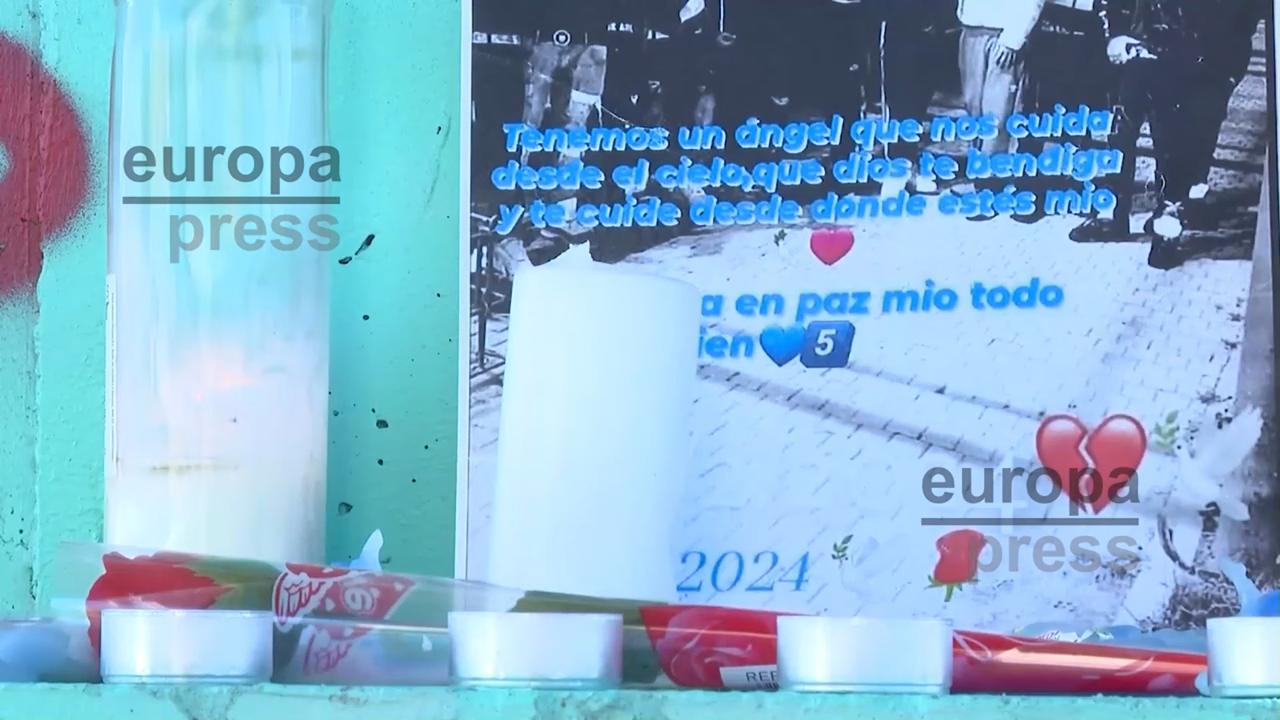 Tenemos un ángel que nos cuida
desde el cielo,que dios te bendiga
y te cuide desde donde estés mio
a en paz mio todo
ien 5
2024
europa
press
europa
press